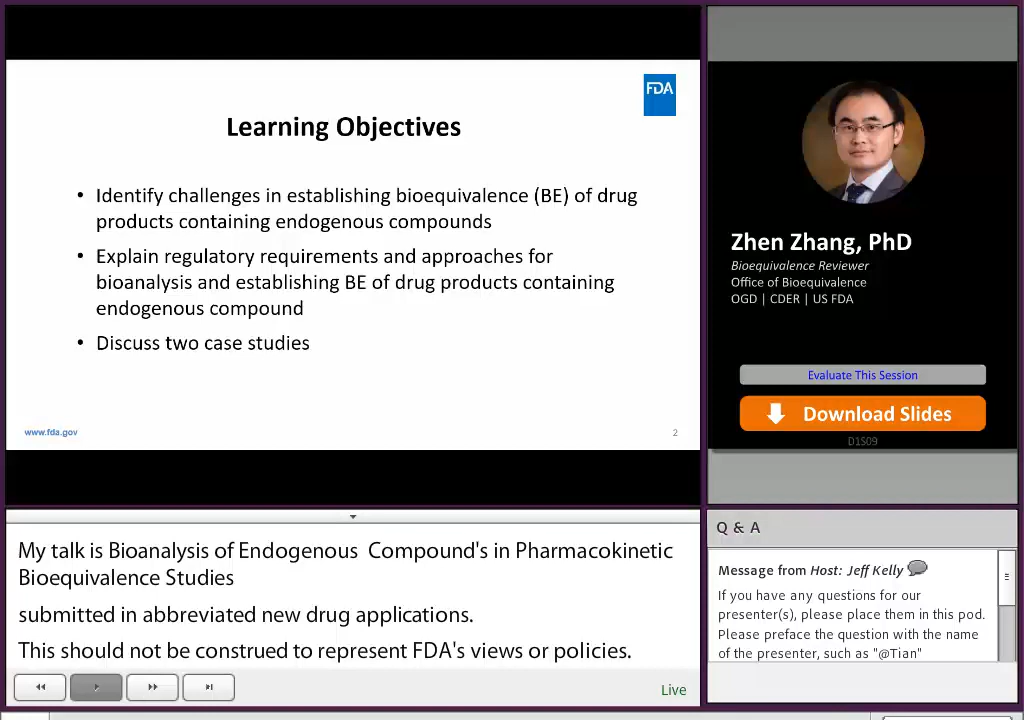 FDA
Learning Objectives
• Identify challenges in establishing bioequivalence (BE) of drug
products containing endogenous compounds
• Explain regulatory requirements and approaches for
bioanalysis and establishing BE of drug products containing
endogenous compound
• Discuss two case studies
www.fda.gov
2
Zhen Zhang, PhD
Bioequivalence Reviewer
Office of Bioequivalence
OGD | CDER | US FDA
Evaluate This Session
Download Slides
D1S09
My talk is Bioanalysis of Endogenous  Compound's in Pharmacokinetic
Bioequivalence Studies
submitted in abbreviated new drug applications.
This should not be construed to represent FDA's views or policies.
Live
Q & A
Message from Host: Jeff Kelly
If you have any questions for our
presenter(s), please place them in this pod.
Please preface the question with the name
of the presenter, such as "@Tian"